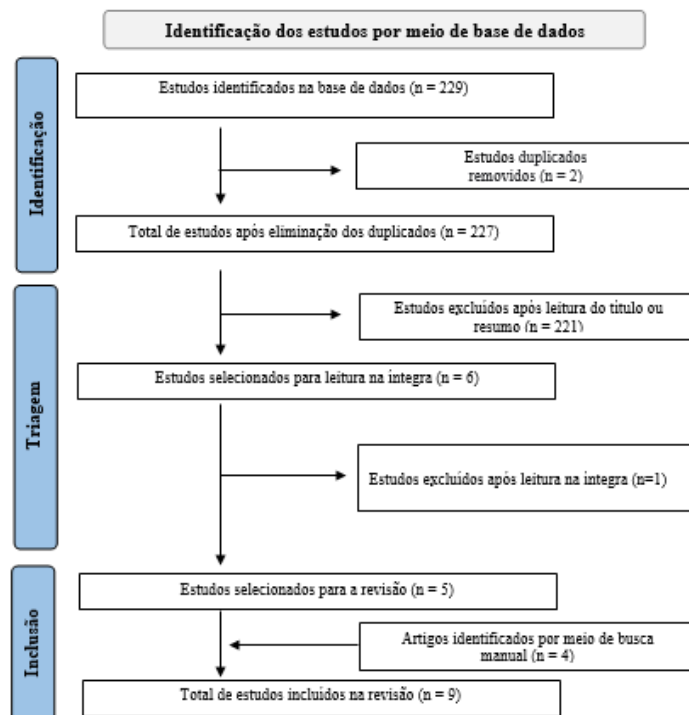 Identificação dos estudos por meio de base de dados
Identificação
Estudos identificados na base de dados (n = 229)
Estudos duplicados
removidos (n = 2)
Total de estudos após eliminação dos duplicados (n = 227)
Triagem
Estudos excluídos após leitura do título ou
resumo (n = 221)
Estudos selecionados para leitura na integra (n = 6)
Estudos excluídos após leitura na integra (n=1)
Inclusão
Estudos selecionados para a revisão (n = 5)
Artigos identificados por meio de busca
manual (n = 4)
Total de estudos incluídos na revisão (n = 9)